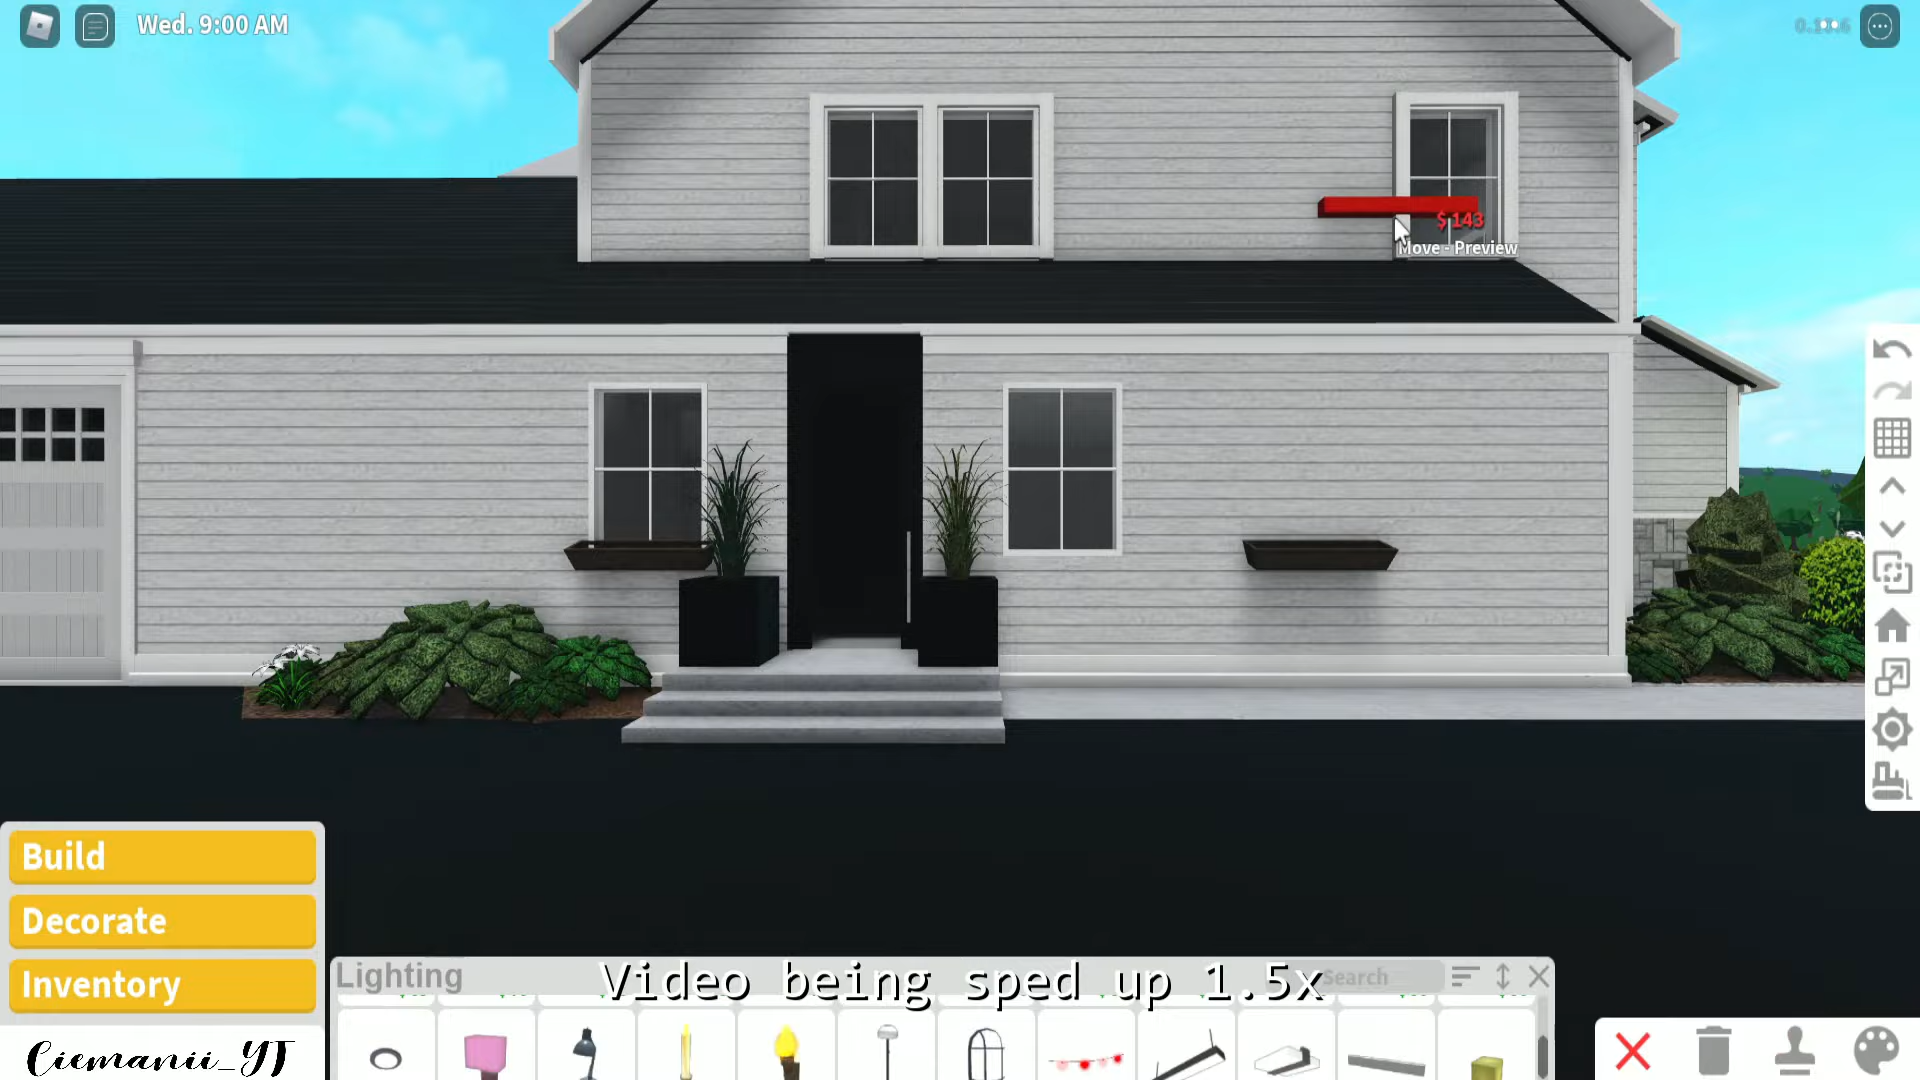 Wed. 9:00 AM
$ 143
Move - Preview
Build
Decorate
Inventory
Lighting
Search
Video being sped up 1.5x
Ciemanii_YT